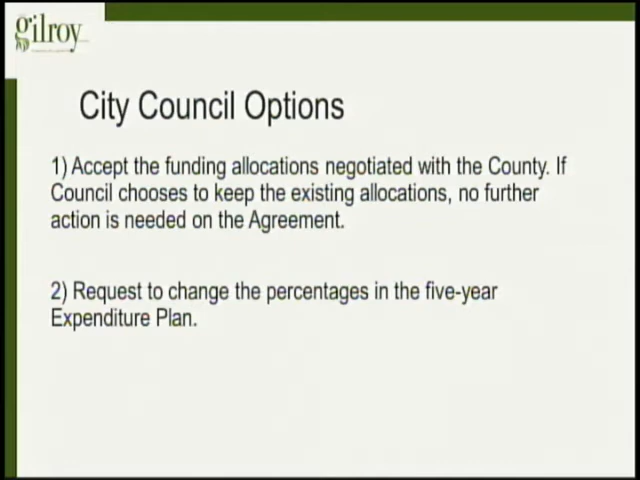 gilroy
City Council Options
1) Accept the funding allocations negotiated with the County. If
Council chooses to keep the existing allocations, no further
action is needed on the Agreement.
2) Request to change the percentages in the five-year
Expenditure Plan.